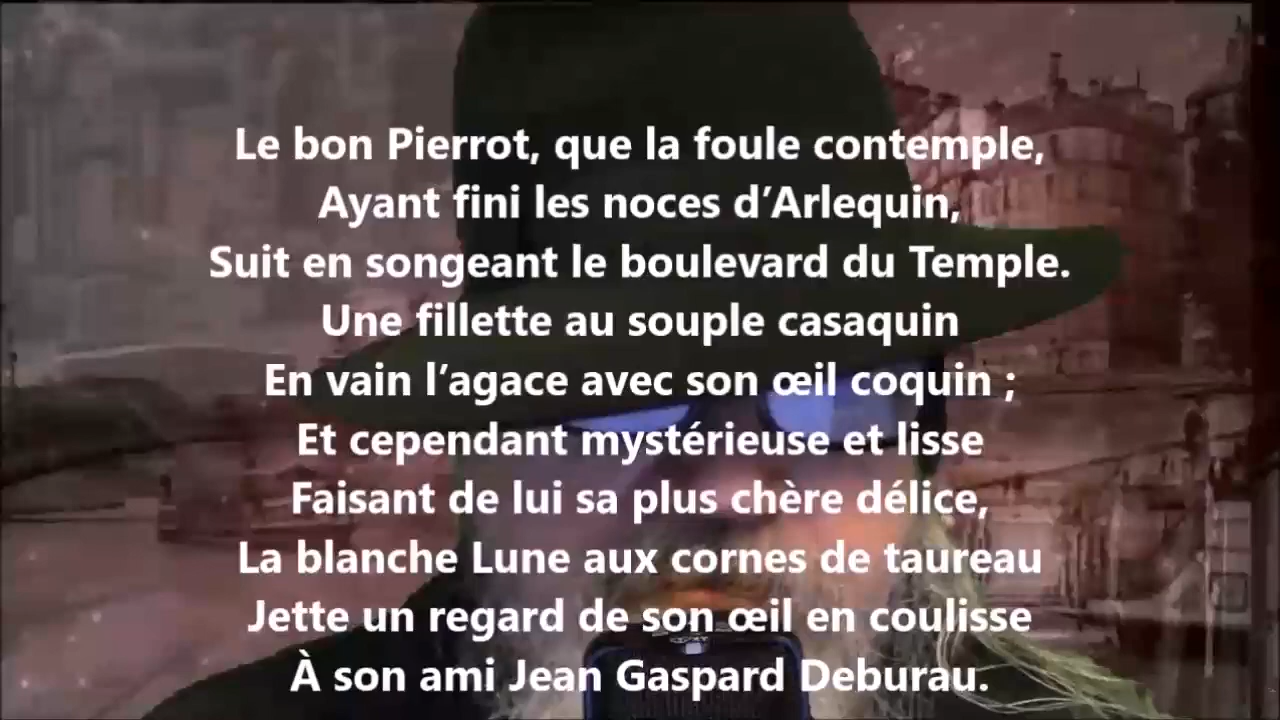 Le bon Pierrot, que la foule contemple,
Ayant fini les noces d’Arlequin,
Suit en songeant le boulevard du Temple.
Une fillette au souple casaquin
En vain l’agace avec son œil coquin ;
Et cependant mystérieuse et lisse
Faisant de lui sa plus chère délice,
La blanche Lune aux cornes de taureau
Jette un regard de son œil en coulisse
À son ami Jean Gaspard Deburau.